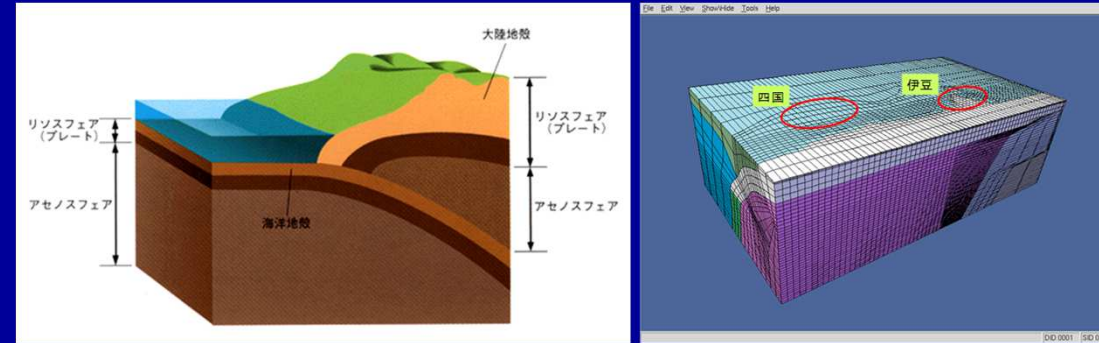 大陸地殻
リソスフェア
(プレート)
アセノスフェア
海洋地殻
リソスフェア
(プレート)
アセノスフェア
File Edit View Show/Hide Tools Help
四国
伊豆
DID 0001 SID 0